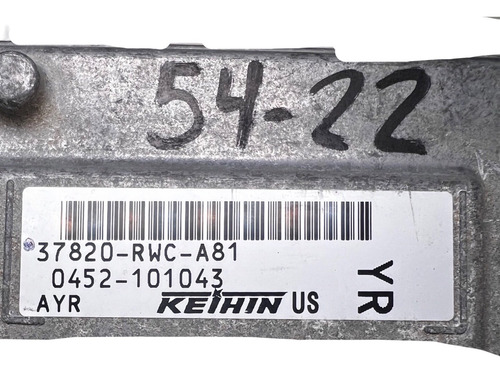 54-22
37820-RWC-A81
0452-101043
AYR KEIHIN US
YR